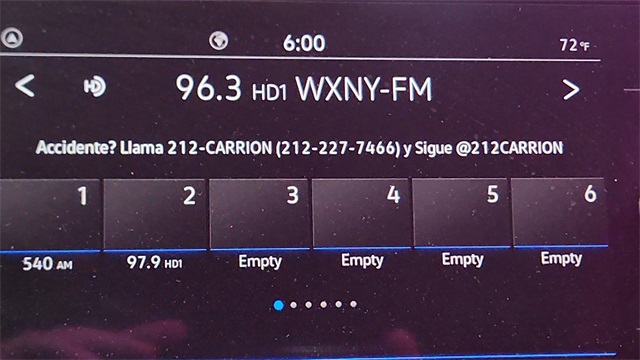 6:00
72°F
< HD 96.3 HD1 WXNY-FM >
Accidente? Llama 212-CARRION (212-227-7466) y Sigue @212CARRION
1 2 3 4 5 6
540 AM 97.9 HD1 Empty Empty Empty Empty